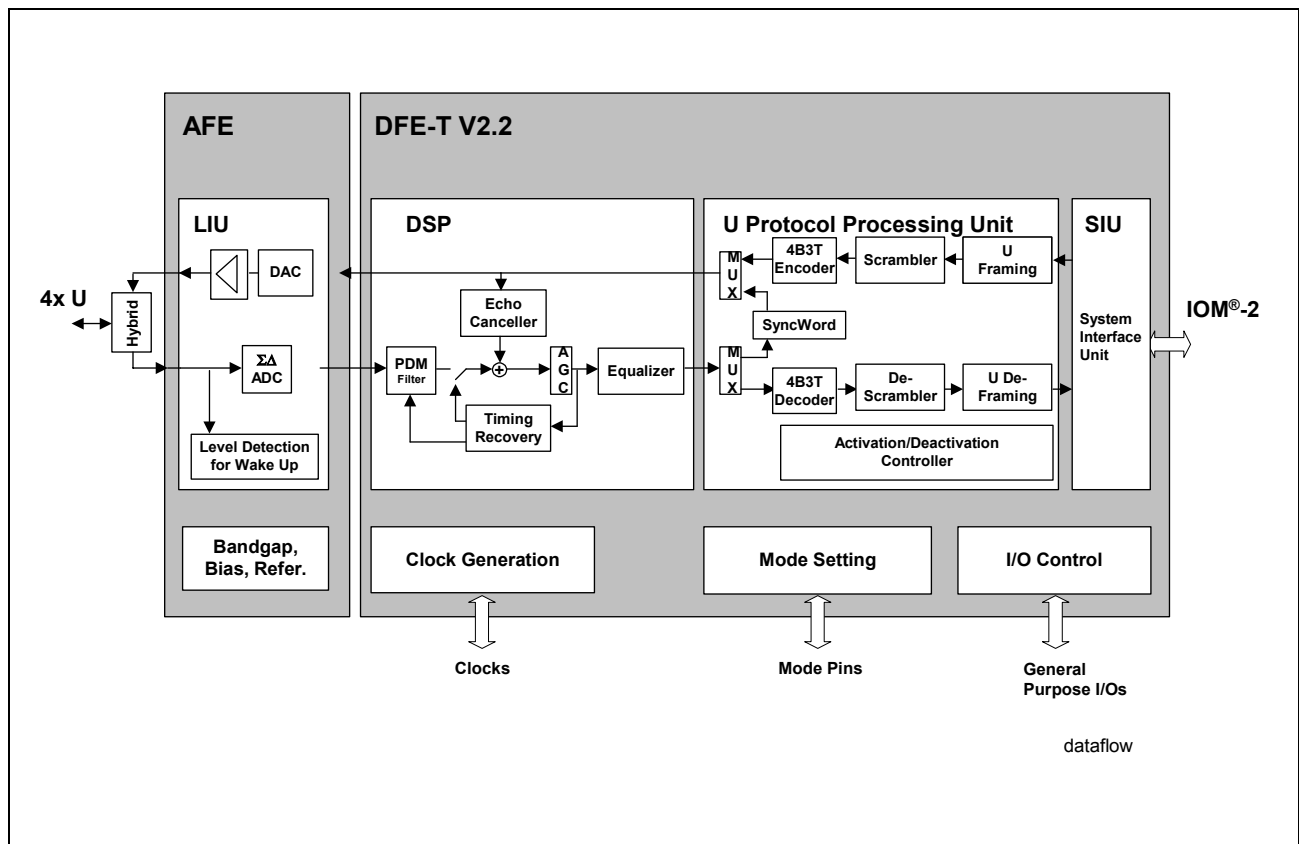 AFE
DFE-T V2.2
LIU
DSP
U Protocol Processing Unit
SIU
DAC
4x U
Hybrid
ΣΔ
ADC
Level Detection
for Wake Up
Echo
Canceller
PDM
Filter
+
A
G
C
Equalizer
Timing
Recovery
M
U
X
4B3T
Encoder
Scrambler
U
Framing
SyncWord
M
U
X
4B3T
Decoder
De-
Scrambler
U De-
Framing
Activation/Deactivation
Controller
System
Interface
Unit
IOM®-2
Bandgap,
Bias, Refer.
Clock Generation
Mode Setting
I/O Control
Clocks
Mode Pins
General
Purpose I/Os
dataflow